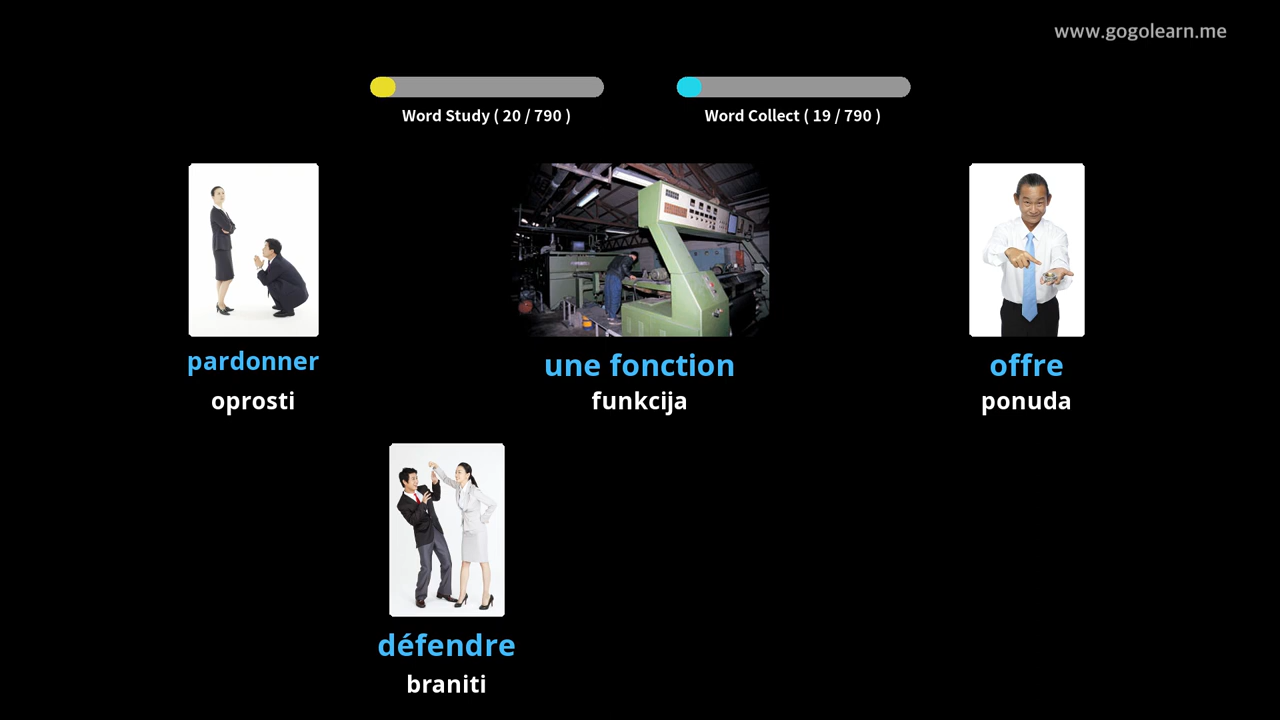 www.gogolearn.me
Word Study ( 20 / 790 )
Word Collect ( 19 / 790 )
pardonner
oprosti
une fonction
funkcija
offre
ponuda
défendre
braniti